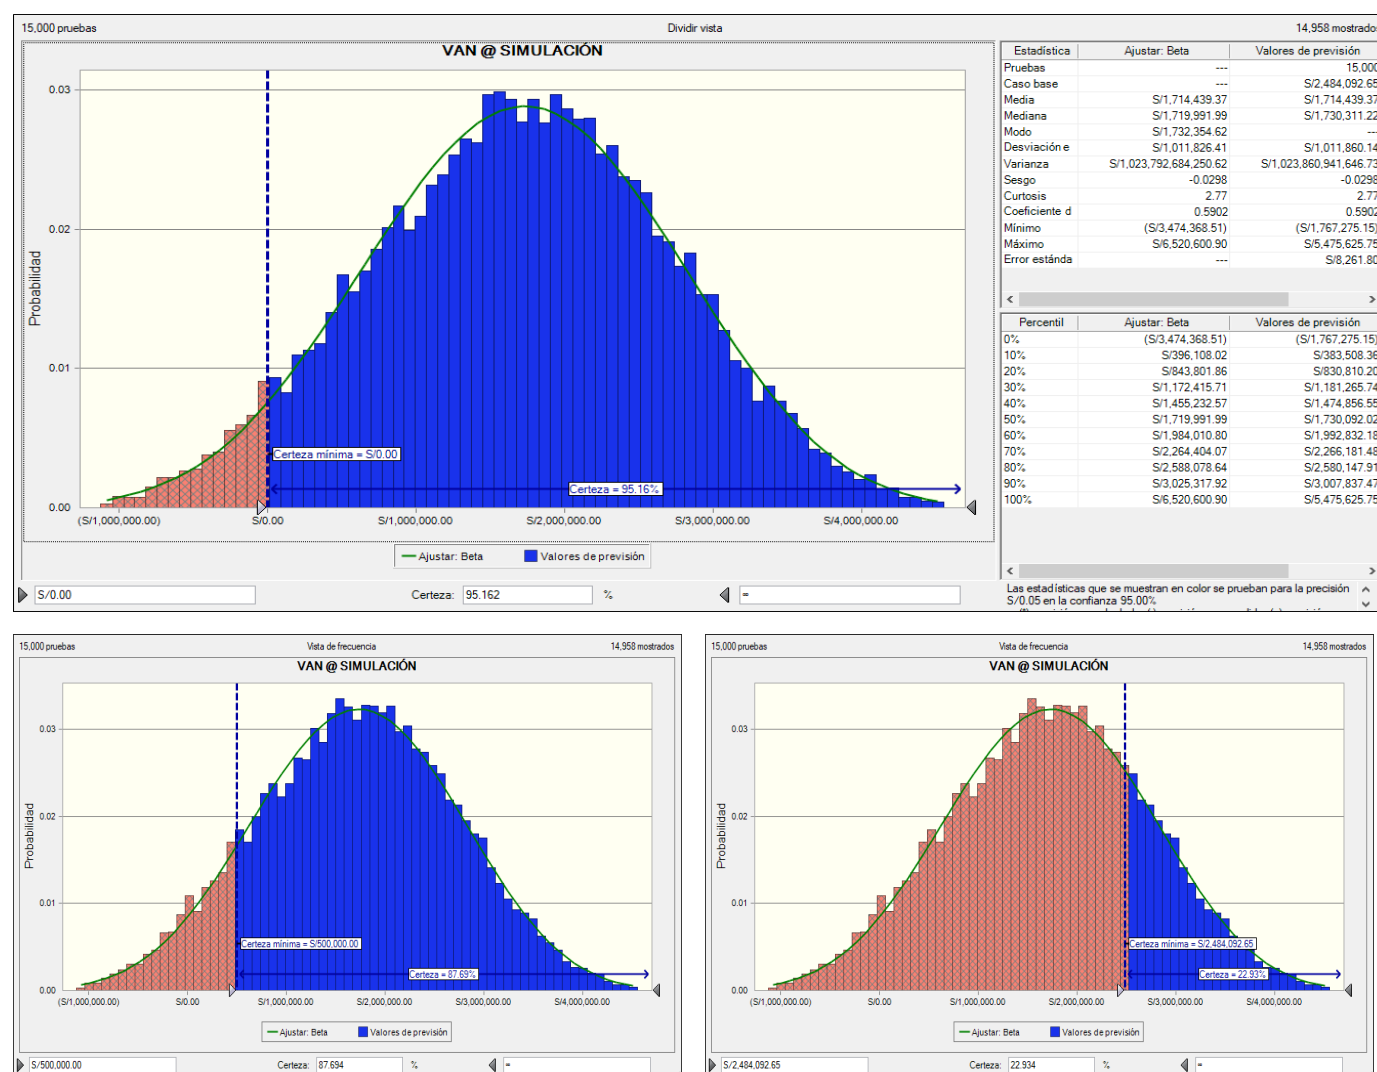 15,000 pruebas Dividir vista 14,958 mostrados
VAN @ SIMULACIÓN
Probabilidad
0.03
0.02
0.01
0.00
Certeza mínima = S/0.00
Certeza = 95.16%
(S/1,000,000.00) S/0.00 S/1,000,000.00 S/2,000,000.00 S/3,000,000.00 S/4,000,000.00
Ajustar: Beta Valores de previsión
S/0.00 Certeza: 95.162 %
Estadística Ajustar: Beta Valores de previsión
Pruebas --- 15,000
Caso base --- S/2,484,092.65
Media S/1,714,439.37 S/1,714,439.37
Mediana S/1,719,991.99 S/1,730,311.22
Modo S/1,732,354.62 ---
Desviación e S/1,011,826.41 S/1,011,860.14
Varianza S/1,023,792,684,250.62 S/1,023,860,941,646.73
Sesgo -0.0298 -0.0298
Curtosis 2.77 2.77
Coeficiente d 0.5902 0.5902
Mínimo (S/3,474,368.51) (S/1,767,275.15)
Máximo S/6,520,600.90 S/5,475,625.75
Error estánda --- S/8,261.80
Percentil Ajustar: Beta Valores de previsión
0% (S/3,474,368.51) (S/1,767,275.15)
10% S/396,108.02 S/383,508.36
20% S/843,801.86 S/830,810.20
30% S/1,172,415.71 S/1,181,265.74
40% S/1,455,232.57 S/1,474,856.55
50% S/1,719,991.99 S/1,730,092.02
60% S/1,984,010.80 S/1,992,832.18
70% S/2,264,404.07 S/2,266,181.48
80% S/2,588,078.64 S/2,580,147.91
90% S/3,025,317.92 S/3,007,837.47
100% S/6,520,600.90 S/5,475,625.75
Las estadísticas que se muestran en color se prueban para la precisión
S/0.05 en la confianza 95.00%
15,000 pruebas Vista de frecuencia 14,958 mostrados
VAN @ SIMULACIÓN
Probabilidad
0.03
0.02
0.01
0.00
Certeza mínima = S/500,000.00
Certeza = 87.69%
(S/1,000,000.00) S/0.00 S/1,000,000.00 S/2,000,000.00 S/3,000,000.00 S/4,000,000.00
Ajustar: Beta Valores de previsión
S/500,000.00 Certeza: 87.694 %
15,000 pruebas Vista de frecuencia 14,958 mostrados
VAN @ SIMULACIÓN
Probabilidad
0.03
0.02
0.01
0.00
Certeza mínima = S/2,484,092.65
Certeza = 22.93%
(S/1,000,000.00) S/0.00 S/1,000,000.00 S/2,000,000.00 S/3,000,000.00 S/4,000,000.00
Ajustar: Beta Valores de previsión
S/2,484,092.65 Certeza: 22.934 %